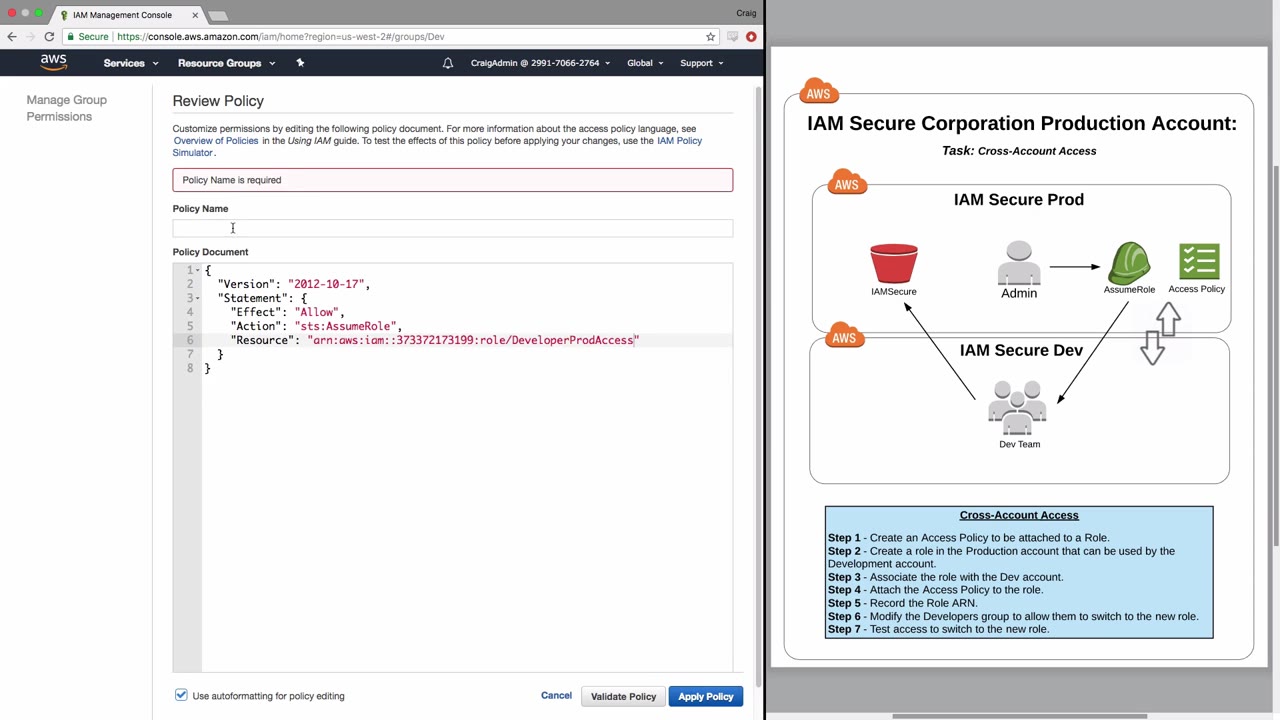 IAM Management Console
Craig
Secure
https://console.aws.amazon.com/iam/home?region=us-west-2#/groups/Dev
aws
Services
Resource Groups
CraigAdmin @ 2991-7066-2764
Global
Support
Manage Group
Permissions
Review Policy
Customize permissions by editing the following policy document. For more information about the access policy language, see
Overview of Policies in the Using IAM guide. To test the effects of this policy before applying your changes, use the IAM Policy
Simulator.
Policy Name is required
Policy Name
Policy Document
1 {
2 "Version": "2012-10-17",
3 "Statement": {
4 "Effect": "Allow",
5 "Action": "sts:AssumeRole",
6 "Resource": "arn:aws:iam::373372173199:role/DeveloperProdAccess"
7 }
8 }
Use autoformatting for policy editing
Cancel
Validate Policy
Apply Policy
AWS
IAM Secure Corporation Production Account:
Task: Cross-Account Access
AWS
IAM Secure Prod
IAMSecure
Admin
AssumeRole
Access Policy
AWS
IAM Secure Dev
Dev Team
Cross-Account Access
Step 1 - Create an Access Policy to be attached to a Role.
Step 2 - Create a role in the Production account that can be used by the
Development account.
Step 3 - Associate the role with the Dev account.
Step 4 - Attach the Access Policy to the role.
Step 5 - Record the Role ARN.
Step 6 - Modify the Developers group to allow them to switch to the new role.
Step 7 - Test access to switch to the new role.